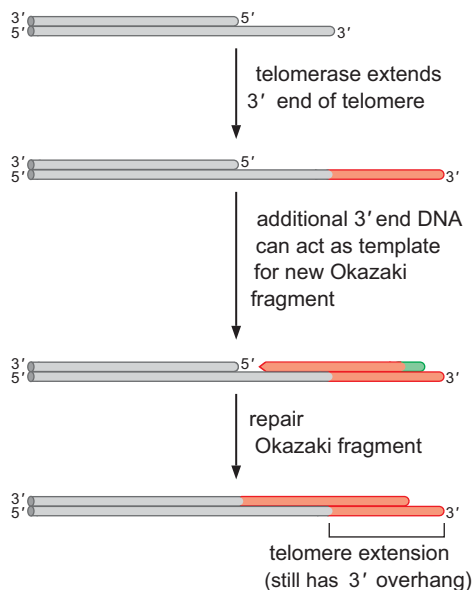 3′ 5′
5′ 3′
telomerase extends
3′ end of telomere
3′ 5′
5′ 3′
additional 3′ end DNA
can act as template
for new Okazaki
fragment
3′ 5′
5′ 3′
repair
Okazaki fragment
3′
5′ 3′
telomere extension
(still has 3′ overhang)